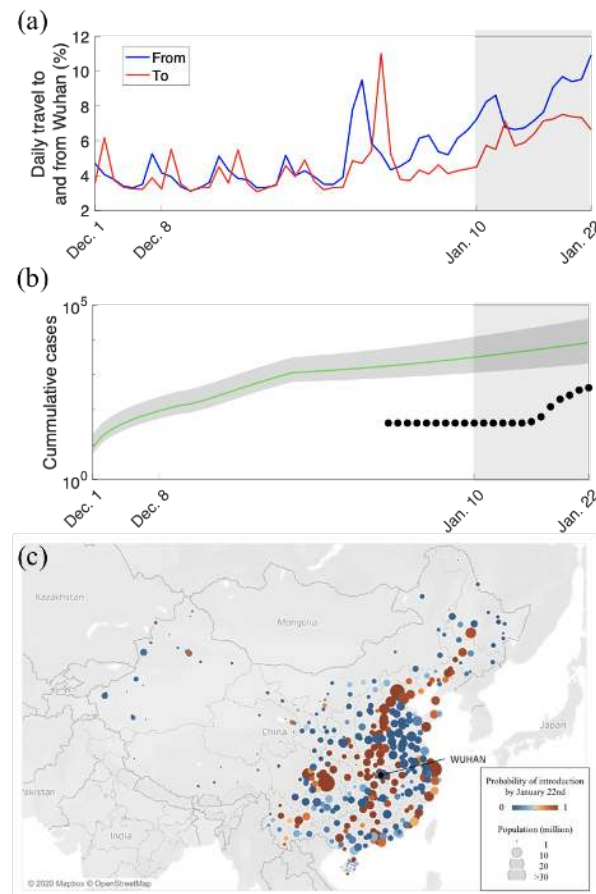 (a)
Daily travel to
and from Wuhan (%)
12
10
8
6
4
2
From
To
Dec. 1
Dec. 8
Jan. 10
Jan. 22
(b)
Cummulative cases
10^5
10^0
Dec. 1
Dec. 8
Jan. 10
Jan. 22
(c)
Kazakhstan
Mongolia
China
Japan
WUHAN
Pakistan
India
Probability of introduction
by January 22nd
0 1
Population (million)
1
10
20
>30
© 2020 Mapbox © OpenStreetMap